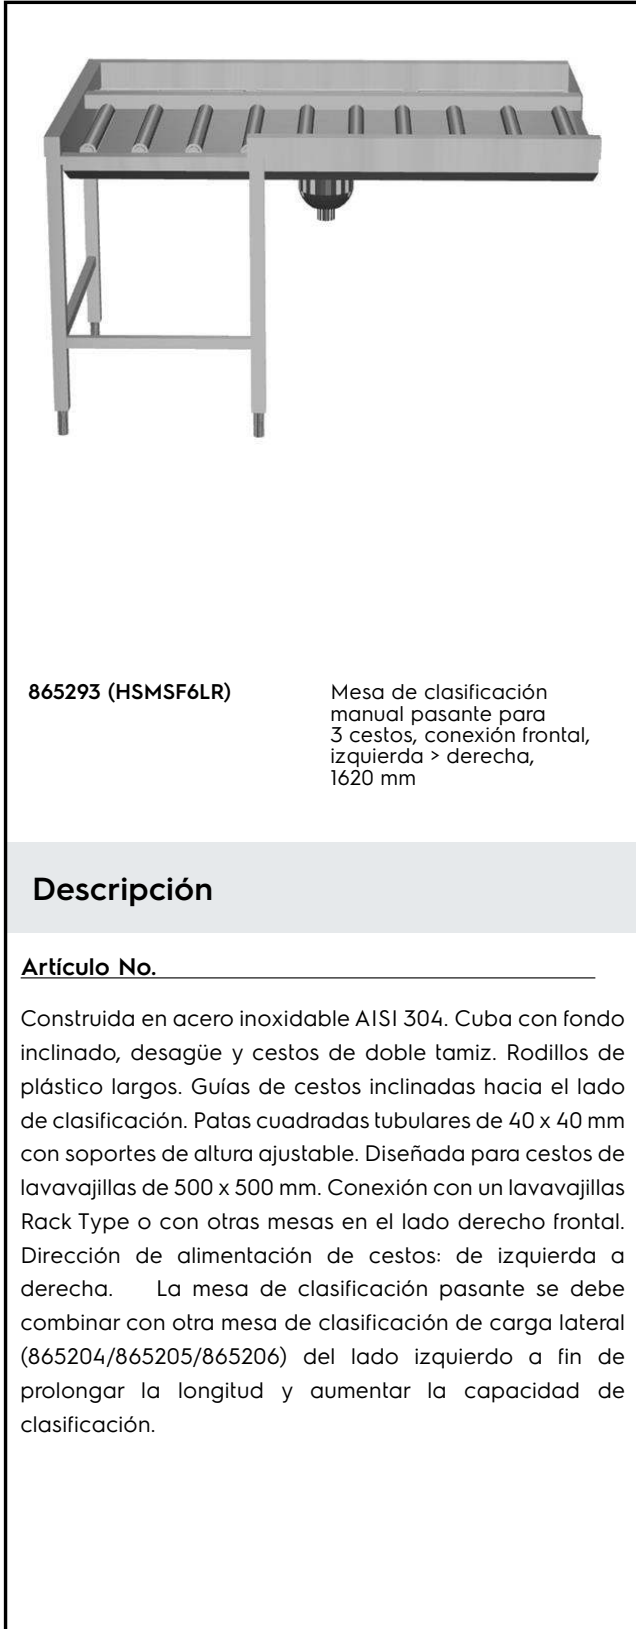 865293 (HSMSF6LR)
Mesa de clasificación
manual pasante para
3 cestos, conexión frontal,
izquierda > derecha,
1620 mm
Descripción
Artículo No.
Construida en acero inoxidable AISI 304. Cuba con fondo
inclinado, desagüe y cestos de doble tamiz. Rodillos de
plástico largos. Guías de cestos inclinadas hacia el lado
de clasificación. Patas cuadradas tubulares de 40 x 40 mm
con soportes de altura ajustable. Diseñada para cestos de
lavavajillas de 500 x 500 mm. Conexión con un lavavajillas
Rack Type o con otras mesas en el lado derecho frontal.
Dirección de alimentación de cestos: de izquierda a
derecha. La mesa de clasificación pasante se debe
combinar con otra mesa de clasificación de carga lateral
(865204/865205/865206) del lado izquierdo a fin de
prolongar la longitud y aumentar la capacidad de
clasificación.